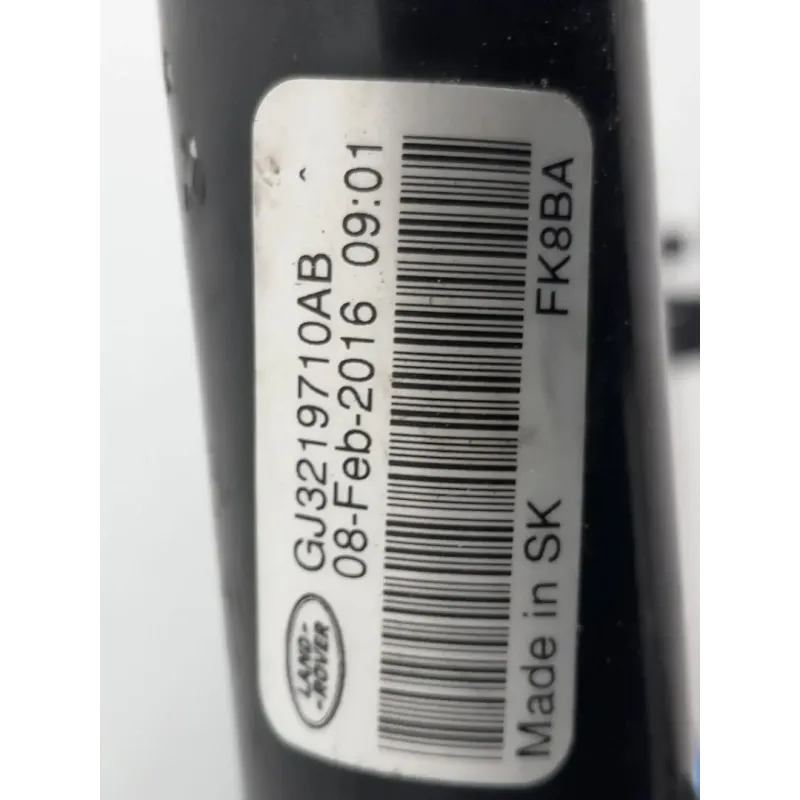 LAND-
-ROVER
GJ3219710AB
08-Feb-2016 09:01
Made in SK FK8BA